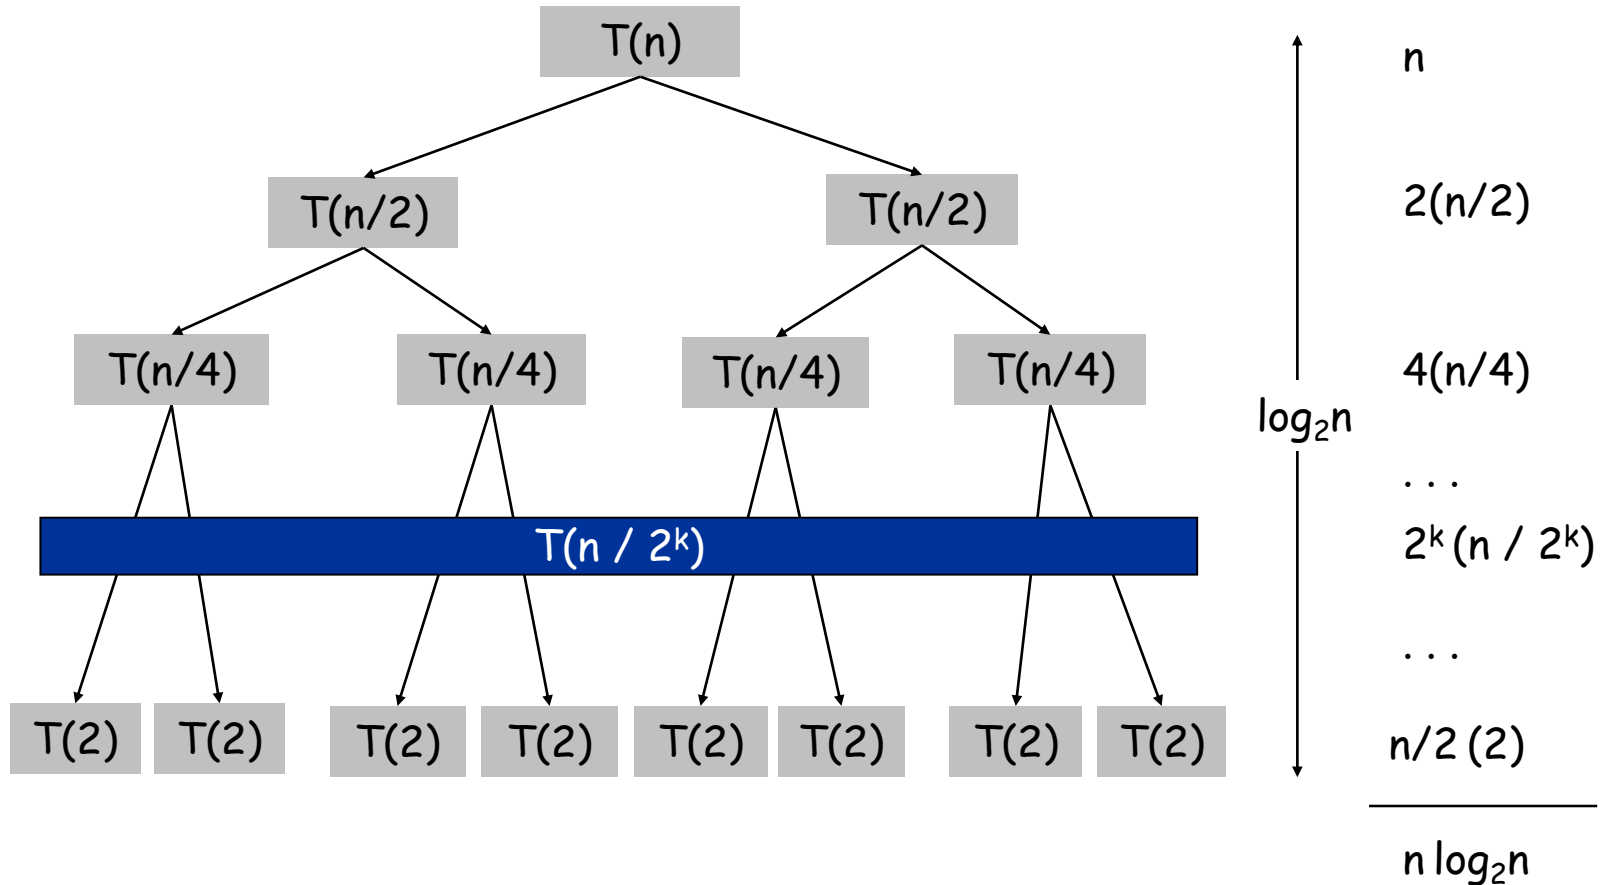 T(n)
n
T(n/2) T(n/2)
2(n/2)
T(n/4) T(n/4) T(n/4) T(n/4)
4(n/4)
log₂n
. . .
T(n / 2ᵏ)
2ᵏ (n / 2ᵏ)
. . .
T(2) T(2) T(2) T(2) T(2) T(2) T(2) T(2)
n/2 (2)
n log₂n